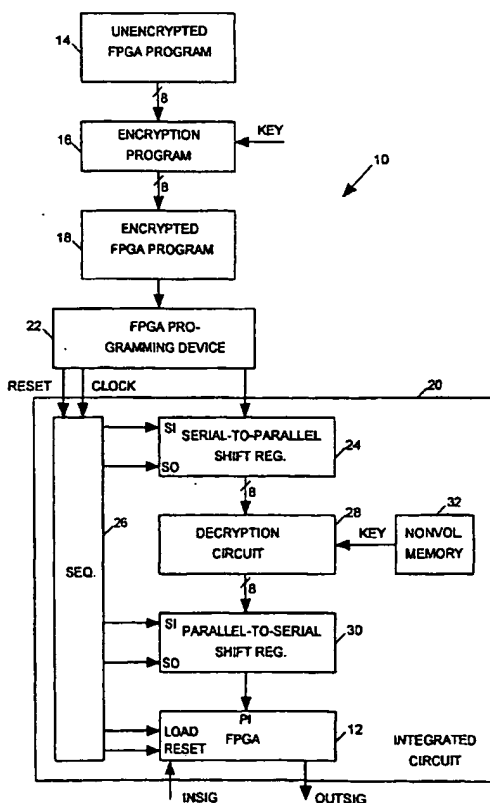 14
UNENCRYPTED
FPGA PROGRAM
8
16
ENCRYPTION
PROGRAM
KEY
8
10
18
ENCRYPTED
FPGA PROGRAM
22
FPGA PRO-
GRAMMING DEVICE
RESET
CLOCK
20
SI
SERIAL-TO-PARALLEL
SHIFT REG.
SO
24
8
26
SEQ.
28
DECRYPTION
CIRCUIT
KEY
32
NONVOL.
MEMORY
8
SI
PARALLEL-TO-SERIAL
SHIFT REG.
SO
30
PI
LOAD
FPGA
RESET
12
INTEGRATED
CIRCUIT
INSIG
OUTSIG